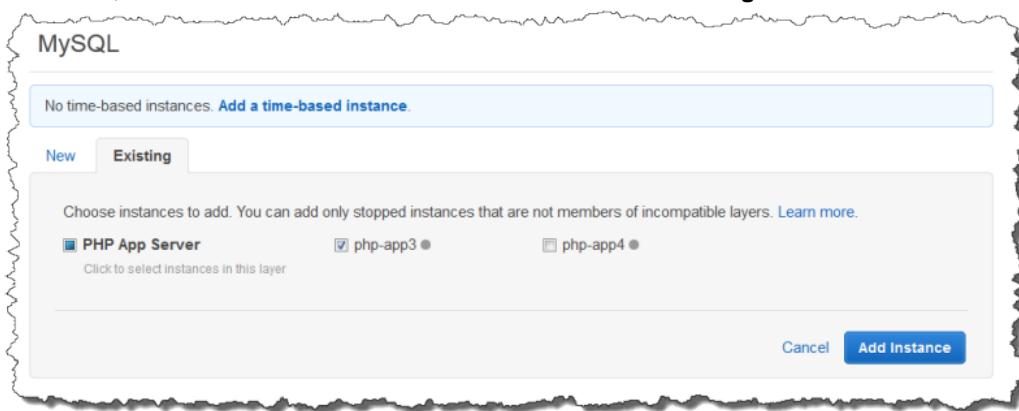 MySQL
No time-based instances. Add a time-based instance.
New Existing
Choose instances to add. You can add only stopped instances that are not members of incompatible layers. Learn more.
PHP App Server php-app3 php-app4
Click to select instances in this layer
Cancel Add Instance